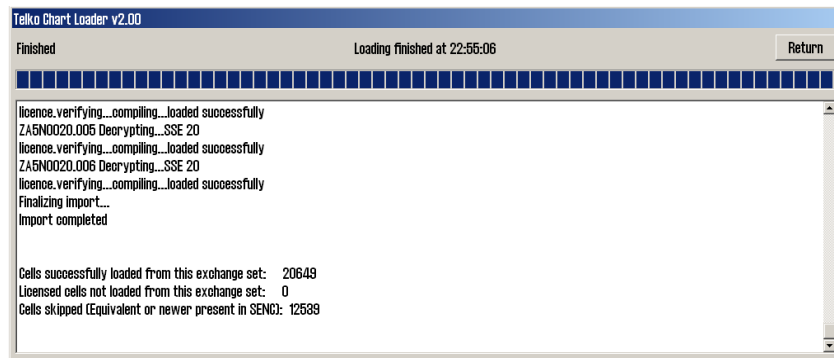 Telko Chart Loader v2.00
Finished
Loading finished at 22:55:06
Return
licence.verifying...compiling...loaded successfully
ZA5N0020.005 Decrypting...SSE 20
licence.verifying...compiling...loaded successfully
ZA5N0020.006 Decrypting...SSE 20
licence.verifying...compiling...loaded successfully
Finalizing import...
Import completed
Cells successfully loaded from this exchange set: 20649
Licensed cells not loaded from this exchange set: 0
Cells skipped (Equivalent or newer present in SENC): 12539